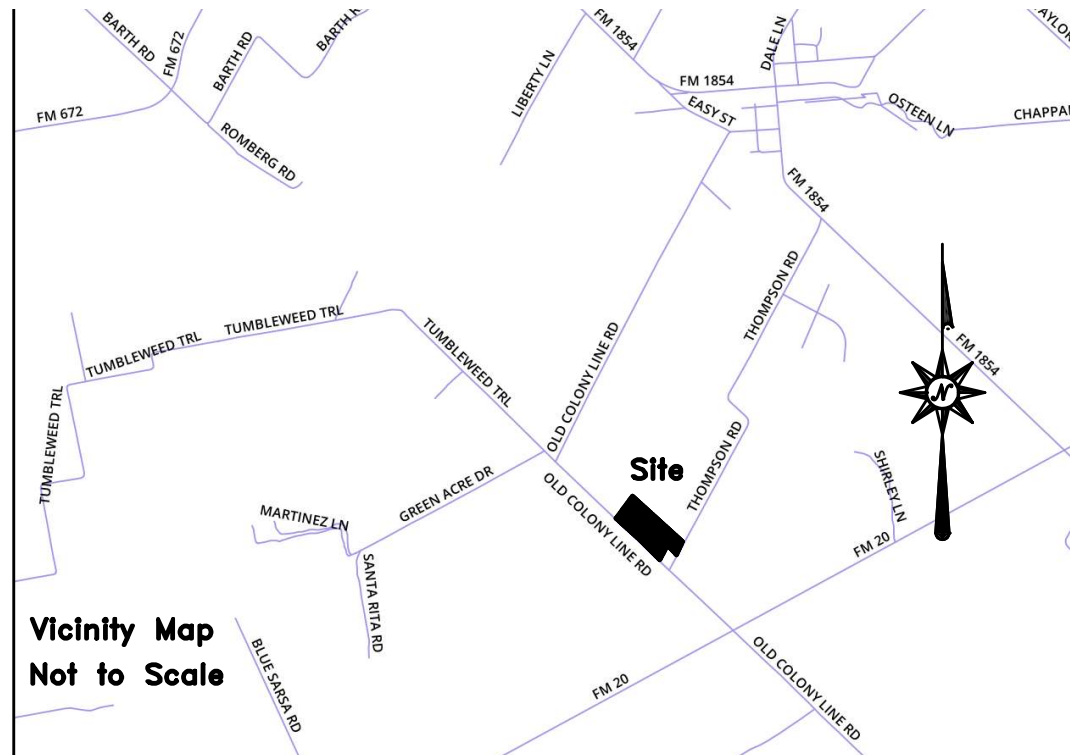 BARTH RD
FM 672
BARTH RD
FM 1854
DALE LN
FM 672
LIBERTY LN
FM 1854
EASY ST
OSTEEN LN
ROMBERG RD
FM 1854
THOMPSON RD
TUMBLEWEED TRL
TUMBLEWEED TRL
TUMBLEWEED TRL
OLD COLONY LINE RD
FM 1854
N
TUMBLEWEED TRL
THOMPSON RD
Site
SHIRLEY LN
GREEN ACRE DR
OLD COLONY LINE RD
MARTINEZ LN
FM 20
SANTA RITA RD
Vicinity Map
Not to Scale
BLUE SARSA RD
FM 20
OLD COLONY LINE RD